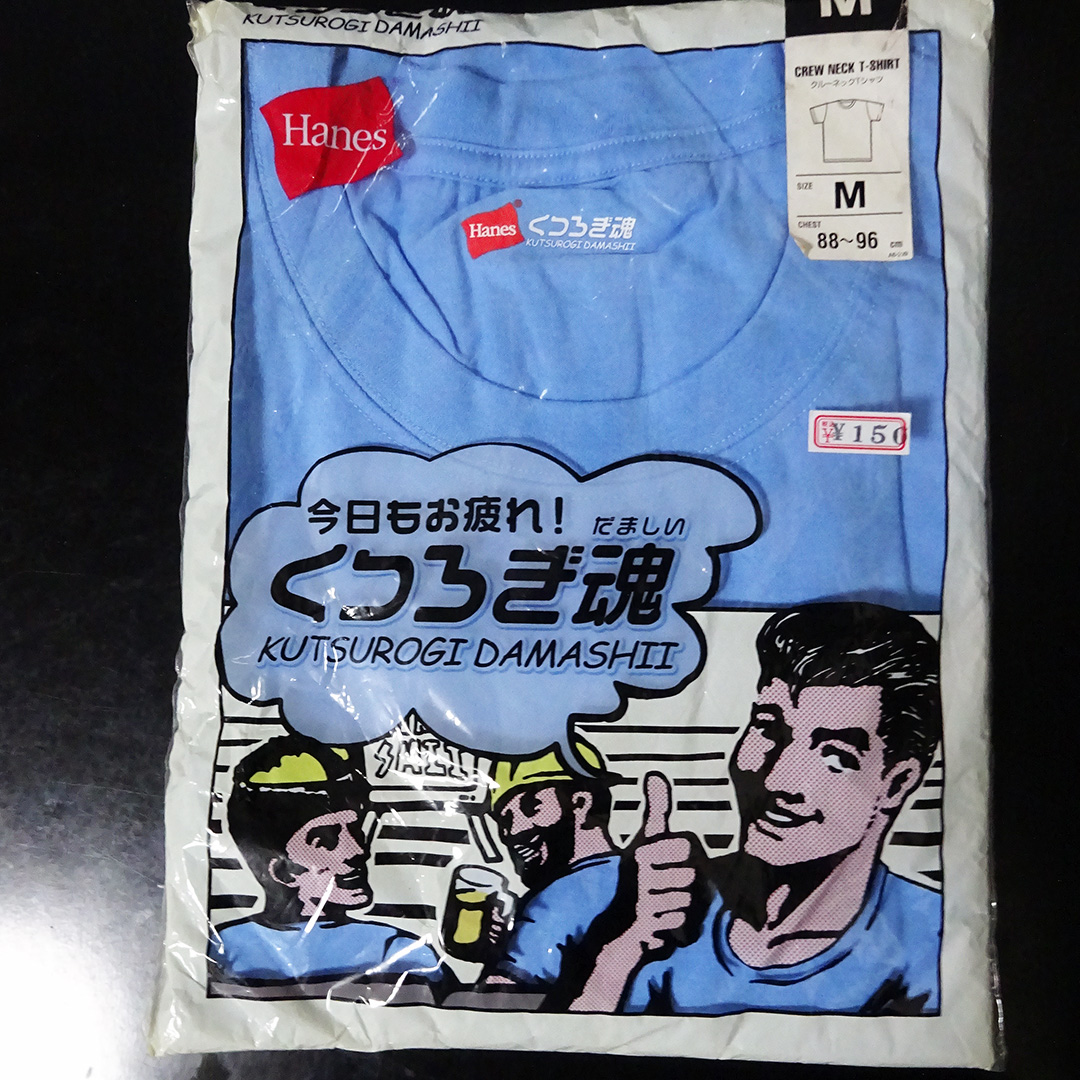 KUTSUROGI DAMASHII
M
CREW NECK T-SHIRT
クルーネックTシャツ
SIZE
M
CHEST
88~96 cm
Hanes
Hanes
くつろぎ魂
KUTSUROGI DAMASHII
¥150
今日もお疲れ!
だましい
くつろぎ魂
KUTSUROGI DAMASHII